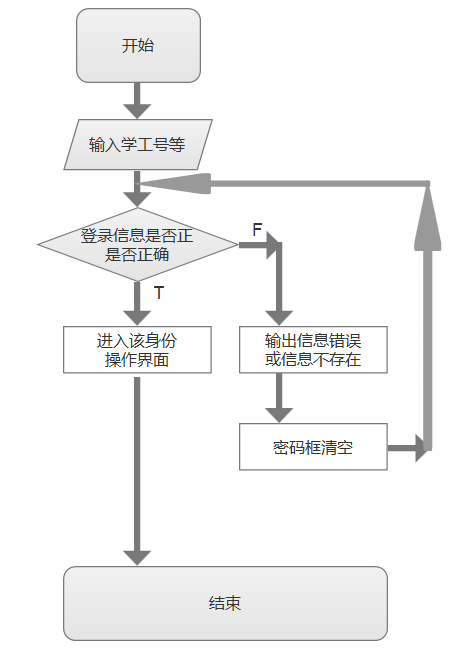 开始
输入学工号等
登录信息是否正
是否正确
F
T
进入该身份
操作界面
输出信息错误
或信息不存在
密码框清空
结束